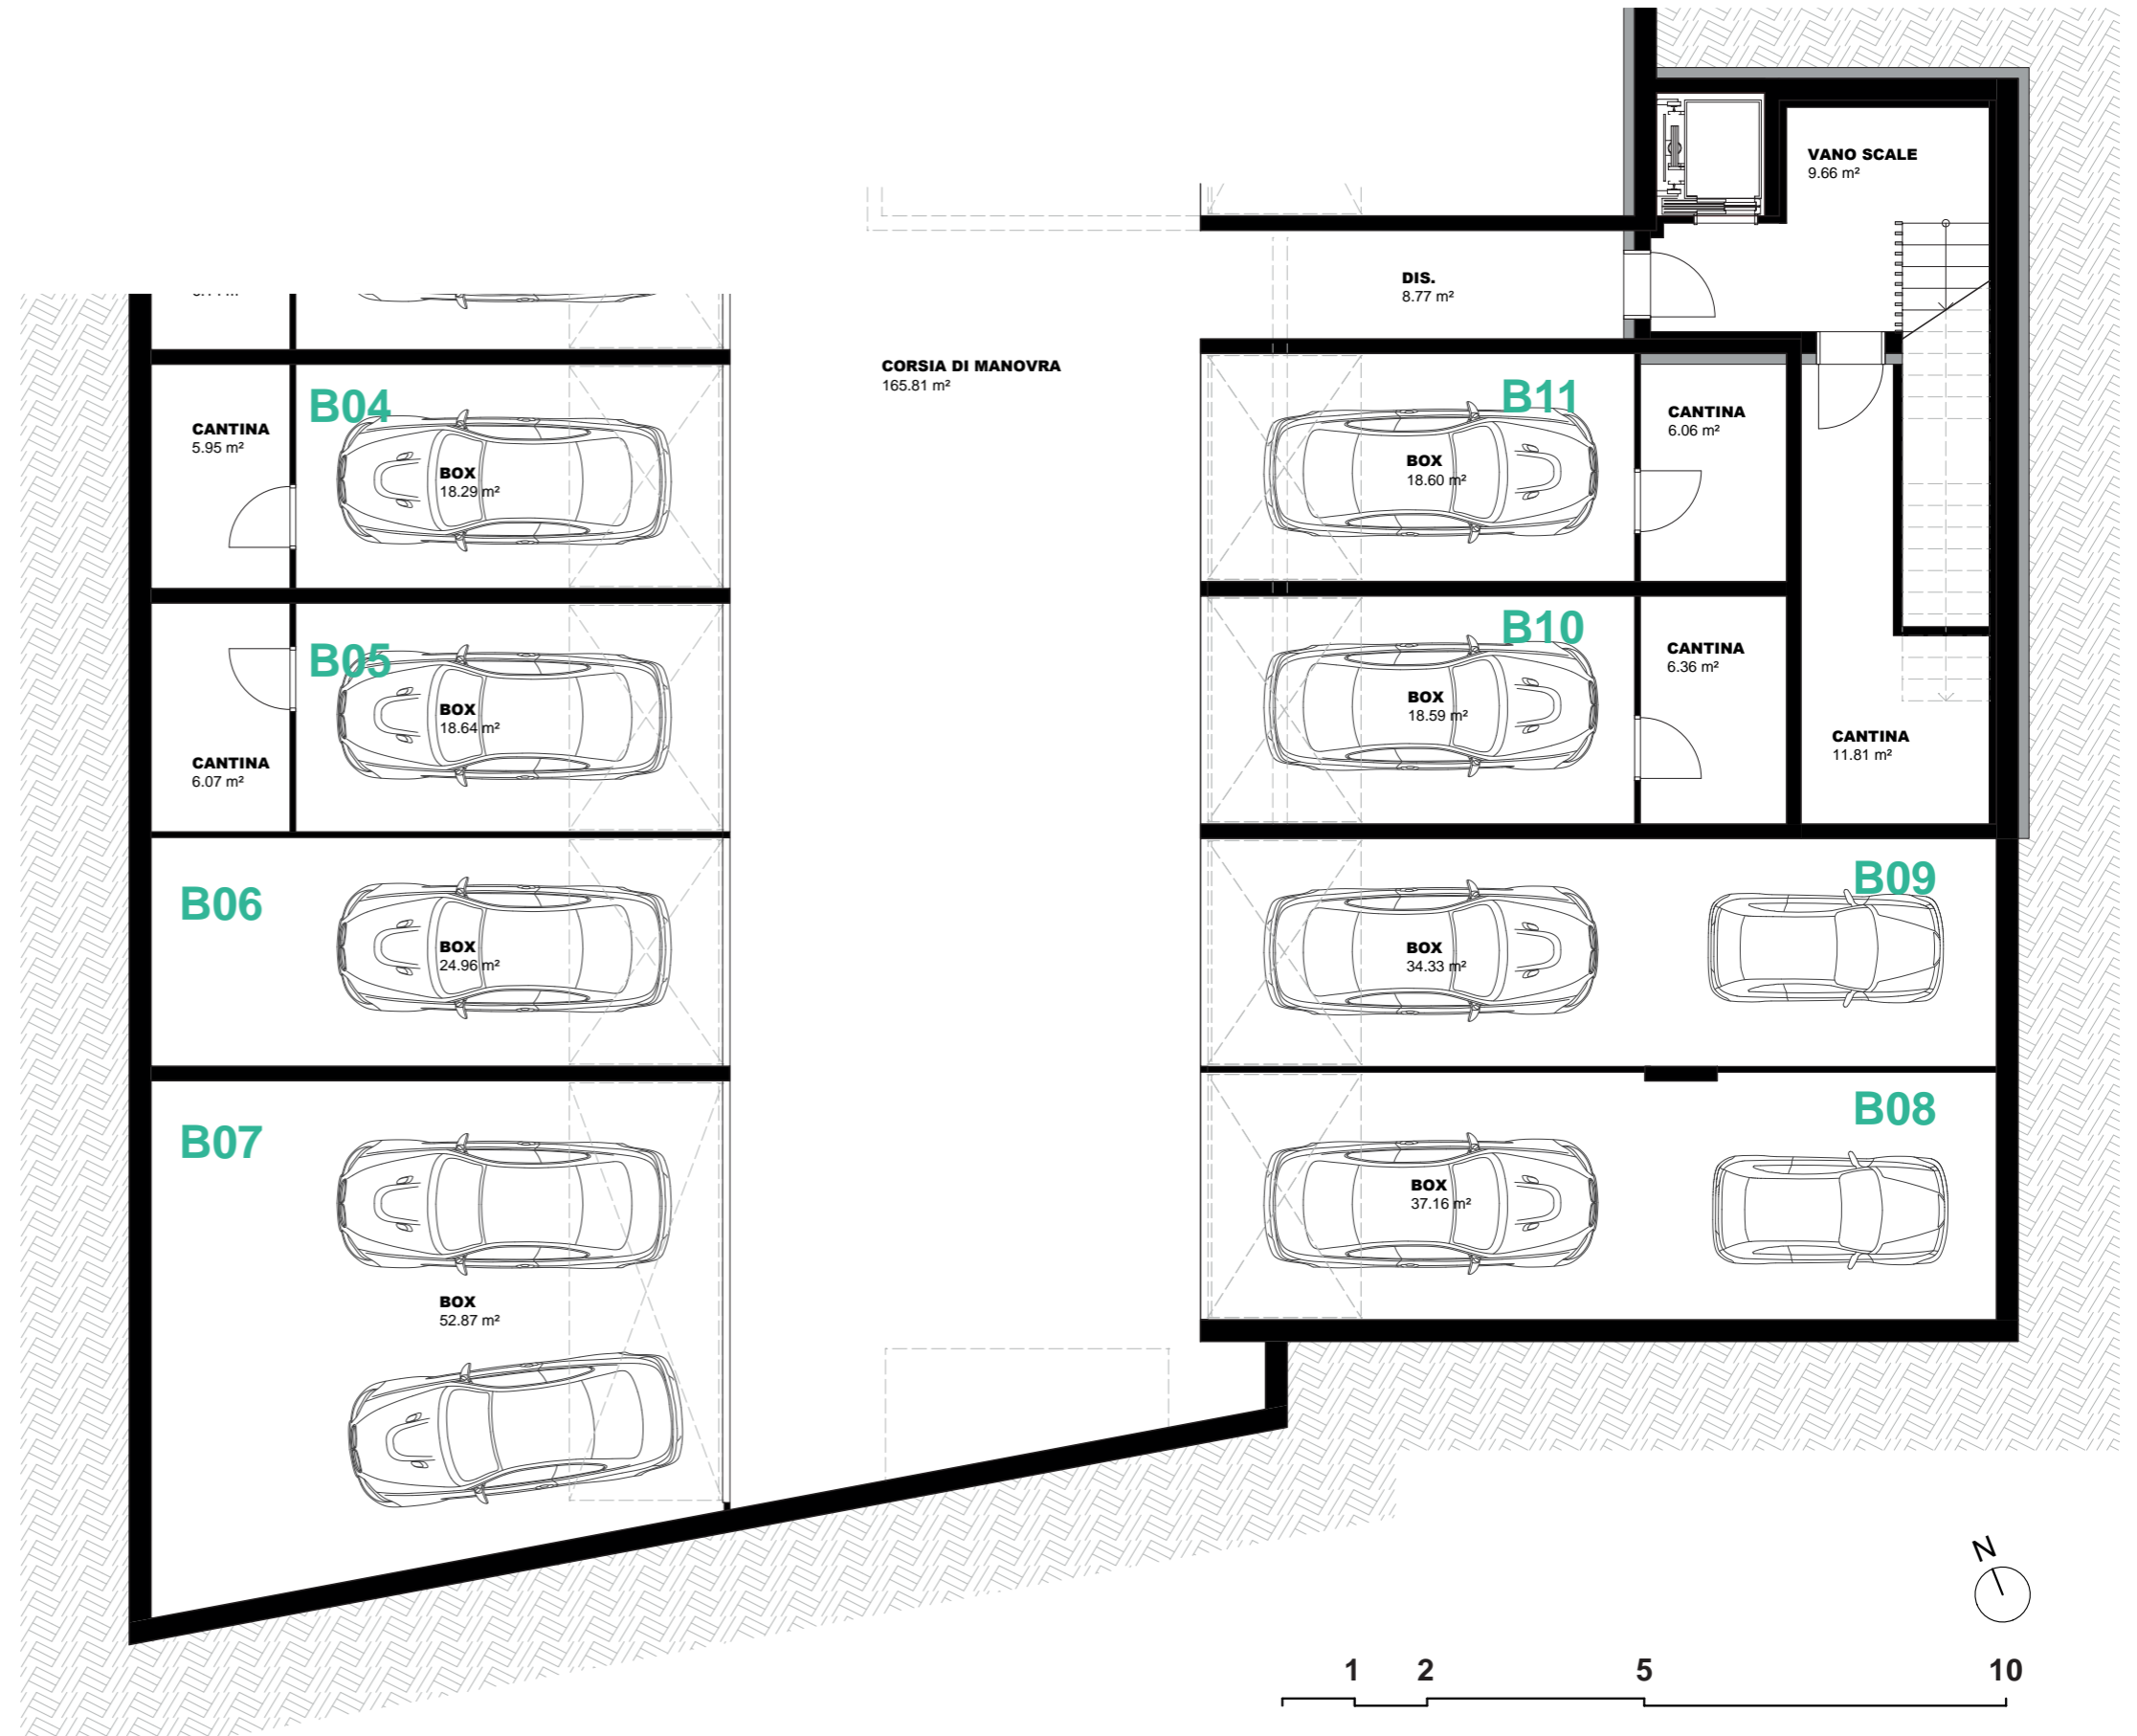 VANO SCALE
9.66 m²
DIS.
8.77 m²
CORSIA DI MANOVRA
165.81 m²
B04
CANTINA
5.95 m²
BOX
18.29 m²
B11
CANTINA
6.06 m²
BOX
18.60 m²
B05
BOX
18.64 m²
CANTINA
6.07 m²
B10
CANTINA
6.36 m²
BOX
18.59 m²
CANTINA
11.81 m²
B06
BOX
24.96 m²
B09
BOX
34.33 m²
B07
BOX
52.87 m²
B08
BOX
37.16 m²
N
1 2 5 10